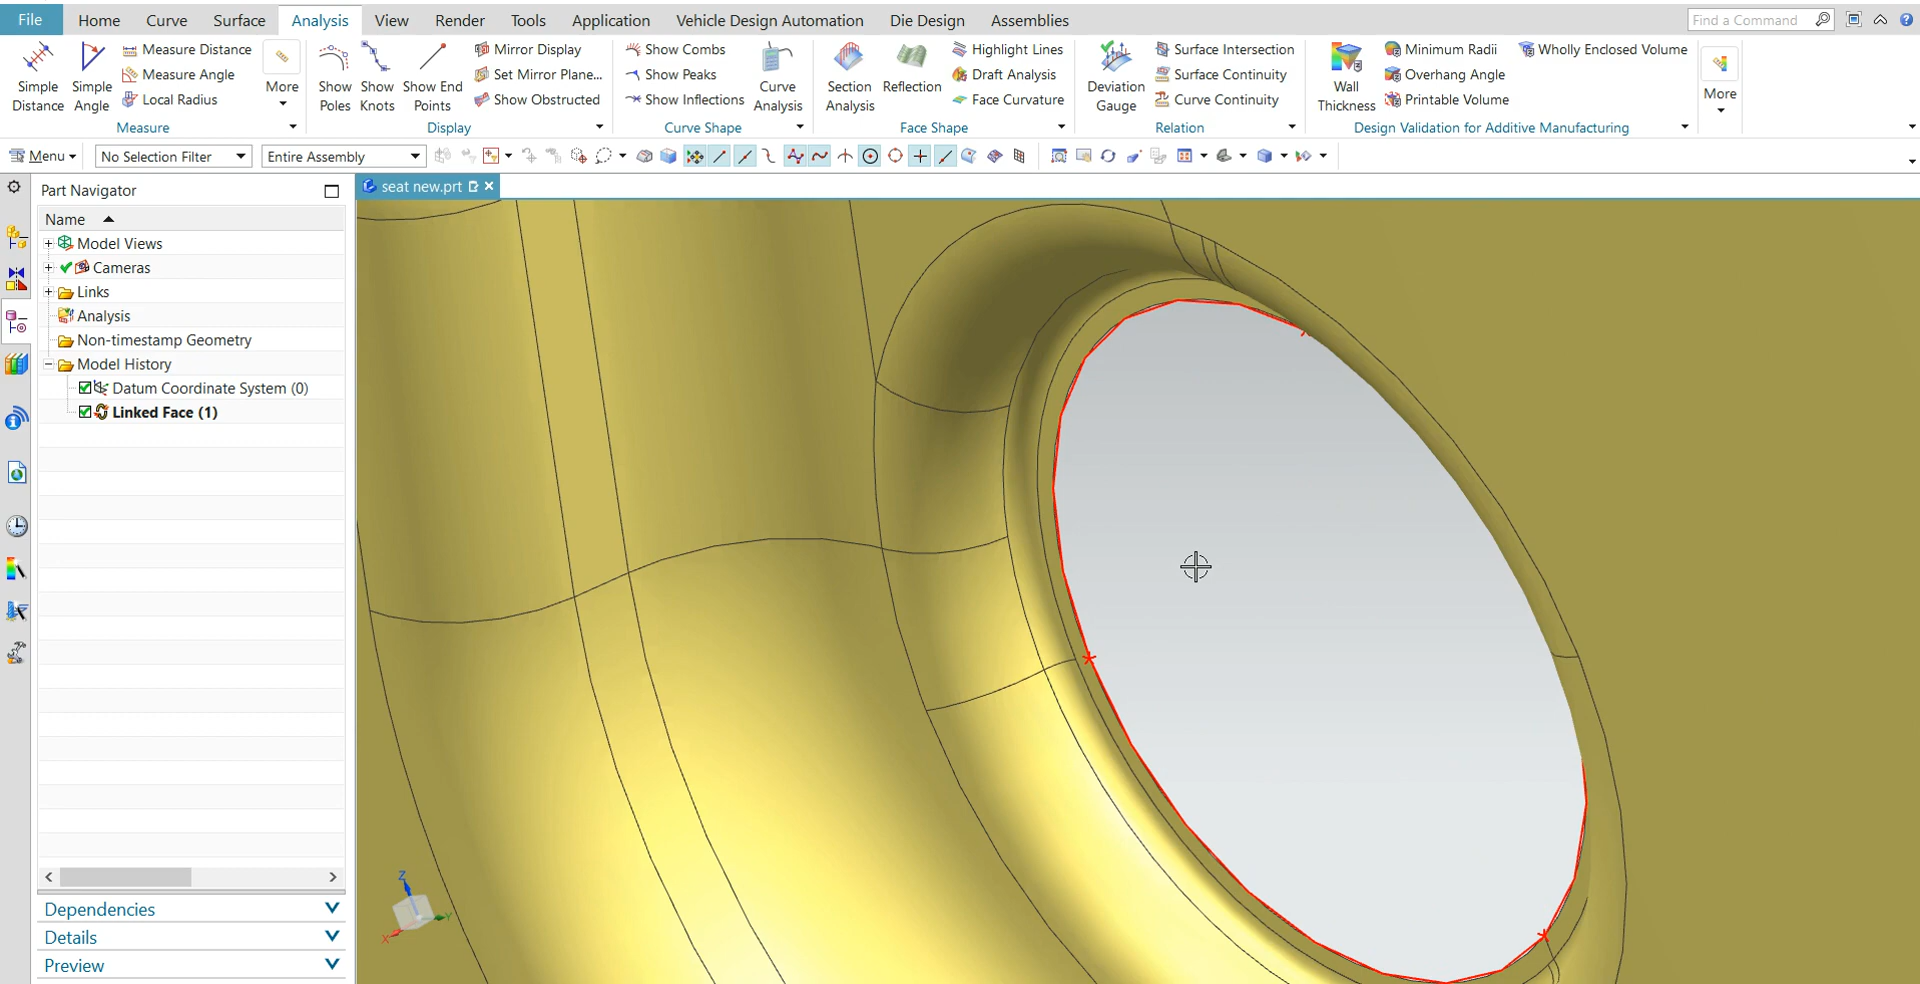 File Home Curve Surface Analysis View Render Tools Application Vehicle Design Automation Die Design Assemblies Find a Command
Simple Distance
Simple Angle
Measure Distance
Measure Angle
Local Radius
More
Measure
Show Poles
Show Knots
Show End Points
Mirror Display
Set Mirror Plane...
Show Obstructed
Display
Show Combs
Show Peaks
Show Inflections
Curve Analysis
Curve Shape
Section Analysis
Reflection
Highlight Lines
Draft Analysis
Face Curvature
Face Shape
Deviation Gauge
Surface Intersection
Surface Continuity
Curve Continuity
Relation
Wall Thickness
Minimum Radii
Overhang Angle
Printable Volume
Wholly Enclosed Volume
Design Validation for Additive Manufacturing
More
Menu No Selection Filter Entire Assembly
Part Navigator
seat new.prt
Name
Model Views
Cameras
Links
Analysis
Non-timestamp Geometry
Model History
Datum Coordinate System (0)
Linked Face (1)
Dependencies
Details
Preview
Z
Y
X